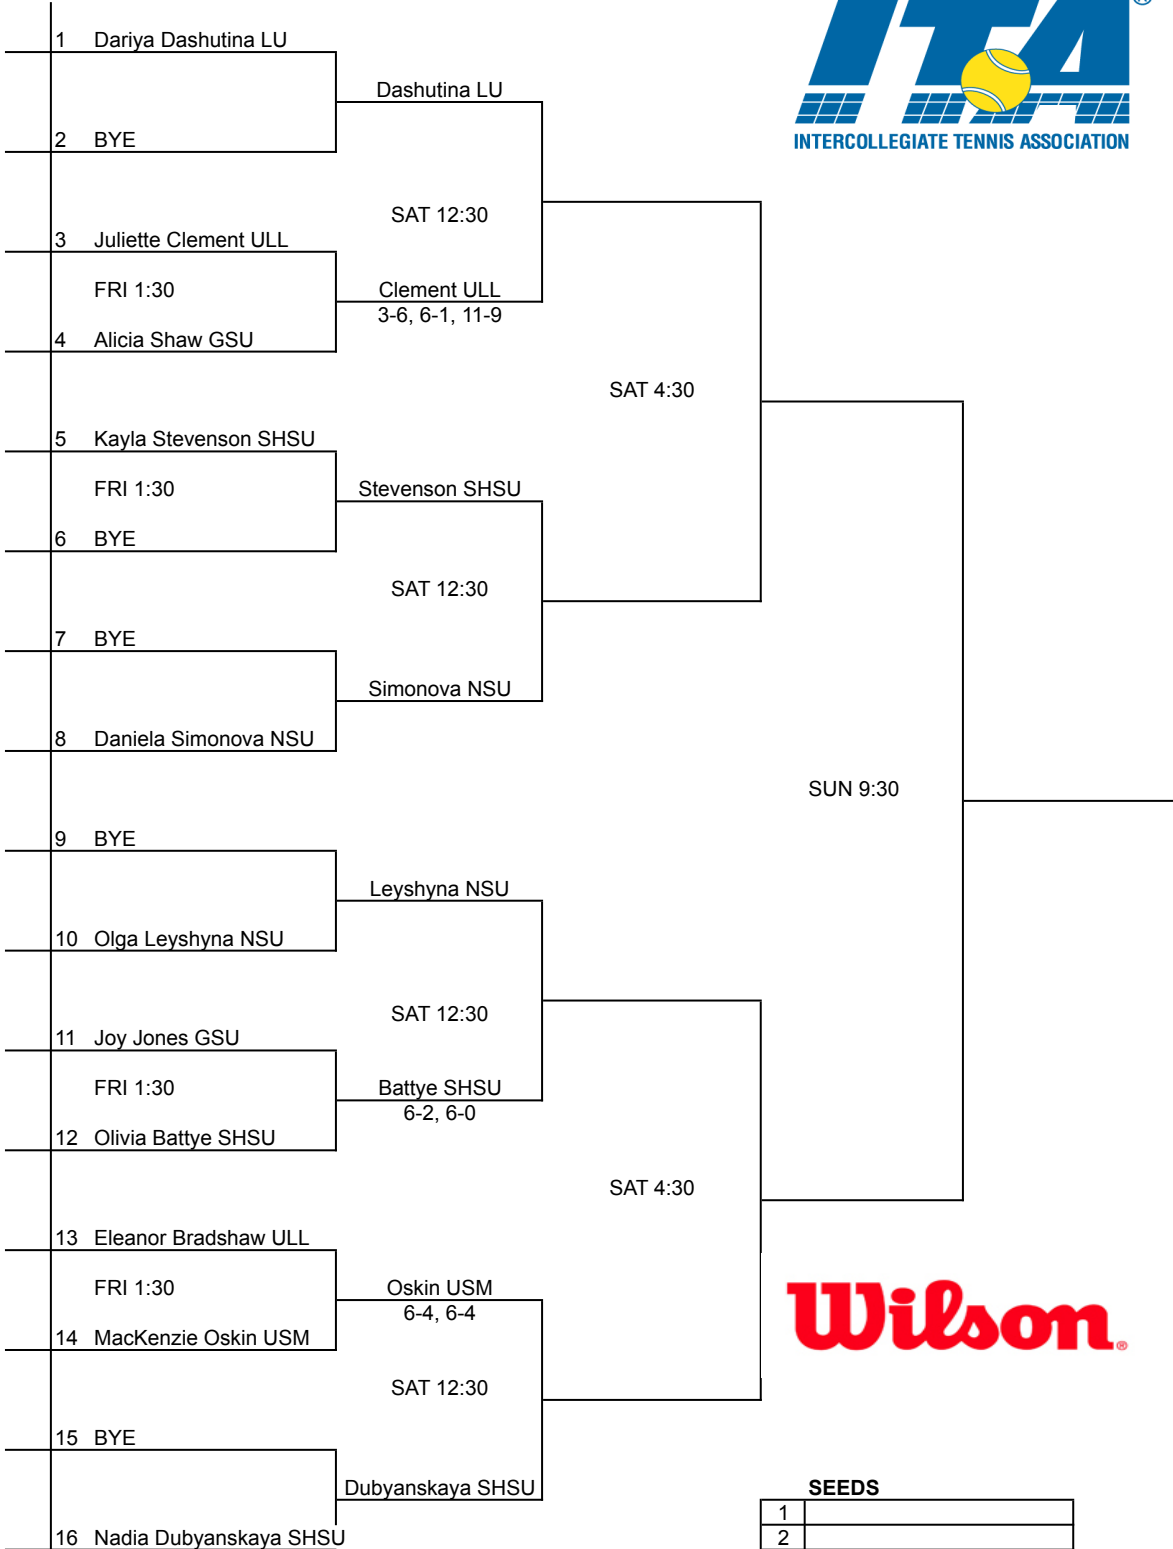 ®
ITA
INTERCOLLEGIATE TENNIS ASSOCIATION
1 Dariya Dashutina LU
Dashutina LU
2 BYE
SAT 12:30
3 Juliette Clement ULL
FRI 1:30
Clement ULL
3-6, 6-1, 11-9
4 Alicia Shaw GSU
SAT 4:30
5 Kayla Stevenson SHSU
FRI 1:30
Stevenson SHSU
6 BYE
SAT 12:30
7 BYE
Simonova NSU
8 Daniela Simonova NSU
SUN 9:30
9 BYE
Leyshyna NSU
10 Olga Leyshyna NSU
SAT 12:30
11 Joy Jones GSU
FRI 1:30
Battye SHSU
6-2, 6-0
12 Olivia Battye SHSU
SAT 4:30
13 Eleanor Bradshaw ULL
FRI 1:30
Oskin USM
6-4, 6-4
14 MacKenzie Oskin USM
Wilson®
SAT 12:30
15 BYE
Dubyanskaya SHSU
SEEDS
1
2
16 Nadia Dubyanskaya SHSU